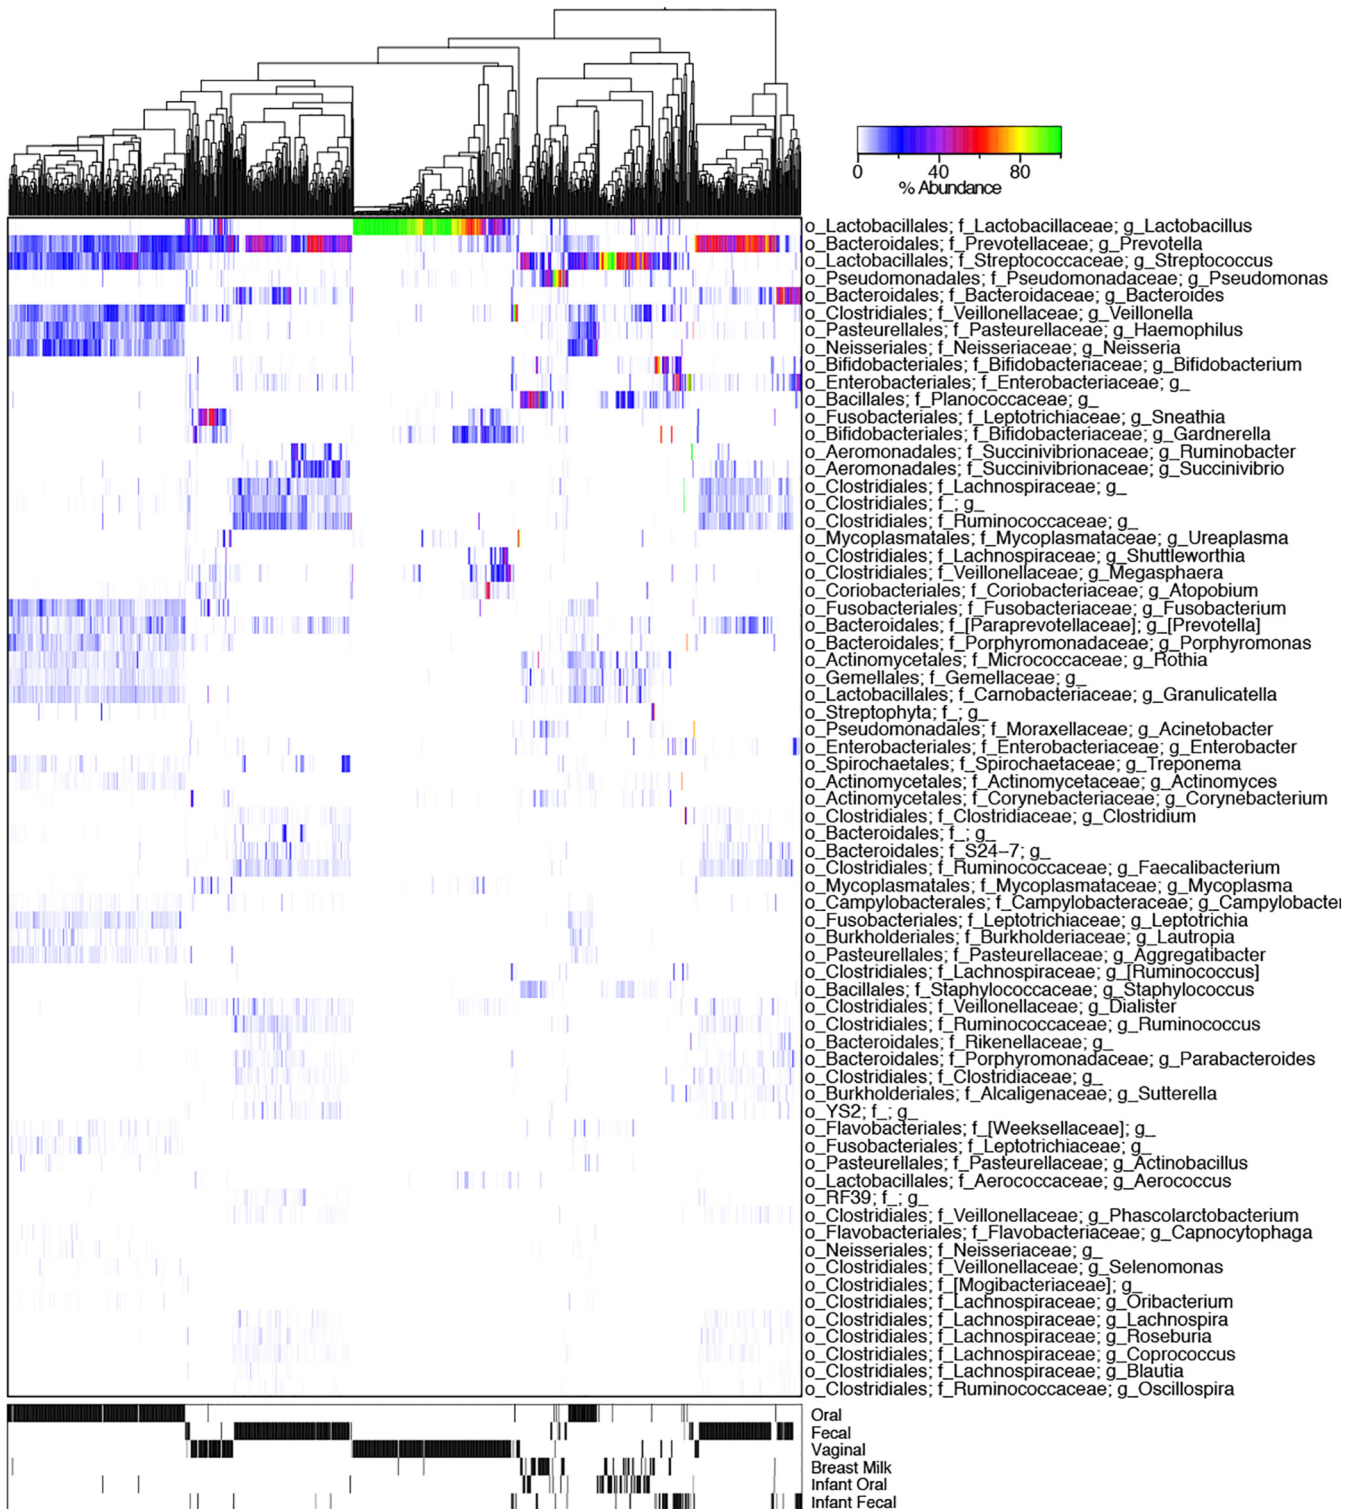 0 40 80
% Abundance
o_Lactobacillales; f_Lactobacillaceae; g_Lactobacillus
o_Bacteroidales; f_Prevotellaceae; g_Prevotella
o_Lactobacillales; f_Streptococcaceae; g_Streptococcus
o_Pseudomonadales; f_Pseudomonadaceae; g_Pseudomonas
o_Bacteroidales; f_Bacteroidaceae; g_Bacteroides
o_Clostridiales; f_Veillonellaceae; g_Veillonella
o_Pasteurellales; f_Pasteurellaceae; g_Haemophilus
o_Neisseriales; f_Neisseriaceae; g_Neisseria
o_Bifidobacteriales; f_Bifidobacteriaceae; g_Bifidobacterium
o_Enterobacteriales; f_Enterobacteriaceae; g_
o_Bacillales; f_Planococcaceae; g_
o_Fusobacteriales; f_Leptotrichiaceae; g_Sneathia
o_Bifidobacteriales; f_Bifidobacteriaceae; g_Gardnerella
o_Aeromonadales; f_Succinivibrionaceae; g_Ruminobacter
o_Aeromonadales; f_Succinivibrionaceae; g_Succinivibrio
o_Clostridiales; f_Lachnospiraceae; g_
o_Clostridiales; f_; g_
o_Clostridiales; f_Ruminococcaceae; g_
o_Mycoplasmatales; f_Mycoplasmataceae; g_Ureaplasma
o_Clostridiales; f_Lachnospiraceae; g_Shuttleworthia
o_Clostridiales; f_Veillonellaceae; g_Megasphaera
o_Coriobacteriales; f_Coriobacteriaceae; g_Atopobium
o_Fusobacteriales; f_Fusobacteriaceae; g_Fusobacterium
o_Bacteroidales; f_[Paraprevotellaceae]; g_[Prevotella]
o_Bacteroidales; f_Porphyromonadaceae; g_Porphyromonas
o_Actinomycetales; f_Micrococcaceae; g_Rothia
o_Gemellales; f_Gemellaceae; g_
o_Lactobacillales; f_Carnobacteriaceae; g_Granulicatella
o_Streptophyta; f_; g_
o_Pseudomonadales; f_Moraxellaceae; g_Acinetobacter
o_Enterobacteriales; f_Enterobacteriaceae; g_Enterobacter
o_Spirochaetales; f_Spirochaetaceae; g_Treponema
o_Actinomycetales; f_Actinomycetaceae; g_Actinomyces
o_Actinomycetales; f_Corynebacteriaceae; g_Corynebacterium
o_Clostridiales; f_Clostridiaceae; g_Clostridium
o_Bacteroidales; f_; g_
o_Bacteroidales; f_S24–7; g_
o_Clostridiales; f_Ruminococcaceae; g_Faecalibacterium
o_Mycoplasmatales; f_Mycoplasmataceae; g_Mycoplasma
o_Campylobacterales; f_Campylobacteraceae; g_Campylobacter
o_Fusobacteriales; f_Leptotrichiaceae; g_Leptotrichia
o_Burkholderiales; f_Burkholderiaceae; g_Lautropia
o_Pasteurellales; f_Pasteurellaceae; g_Aggregatibacter
o_Clostridiales; f_Lachnospiraceae; g_[Ruminococcus]
o_Bacillales; f_Staphylococcaceae; g_Staphylococcus
o_Clostridiales; f_Veillonellaceae; g_Dialister
o_Clostridiales; f_Ruminococcaceae; g_Ruminococcus
o_Bacteroidales; f_Rikenellaceae; g_
o_Bacteroidales; f_Porphyromonadaceae; g_Parabacteroides
o_Clostridiales; f_Clostridiaceae; g_
o_Burkholderiales; f_Alcaligenaceae; g_Sutterella
o_YS2; f_; g_
o_Flavobacteriales; f_[Weeksellaceae]; g_
o_Fusobacteriales; f_Leptotrichiaceae; g_
o_Pasteurellales; f_Pasteurellaceae; g_Actinobacillus
o_Lactobacillales; f_Aerococcaceae; g_Aerococcus
o_RF39; f_; g_
o_Clostridiales; f_Veillonellaceae; g_Phascolarctobacterium
o_Flavobacteriales; f_Flavobacteriaceae; g_Capnocytophaga
o_Neisseriales; f_Neisseriaceae; g_
o_Clostridiales; f_Veillonellaceae; g_Selenomonas
o_Clostridiales; f_[Mogibacteriaceae]; g_
o_Clostridiales; f_Lachnospiraceae; g_Oribacterium
o_Clostridiales; f_Lachnospiraceae; g_Lachnospira
o_Clostridiales; f_Lachnospiraceae; g_Roseburia
o_Clostridiales; f_Lachnospiraceae; g_Coprococcus
o_Clostridiales; f_Lachnospiraceae; g_Blautia
o_Clostridiales; f_Ruminococcaceae; g_Oscillospira
Oral
Fecal
Vaginal
Breast Milk
Infant Oral
Infant Fecal